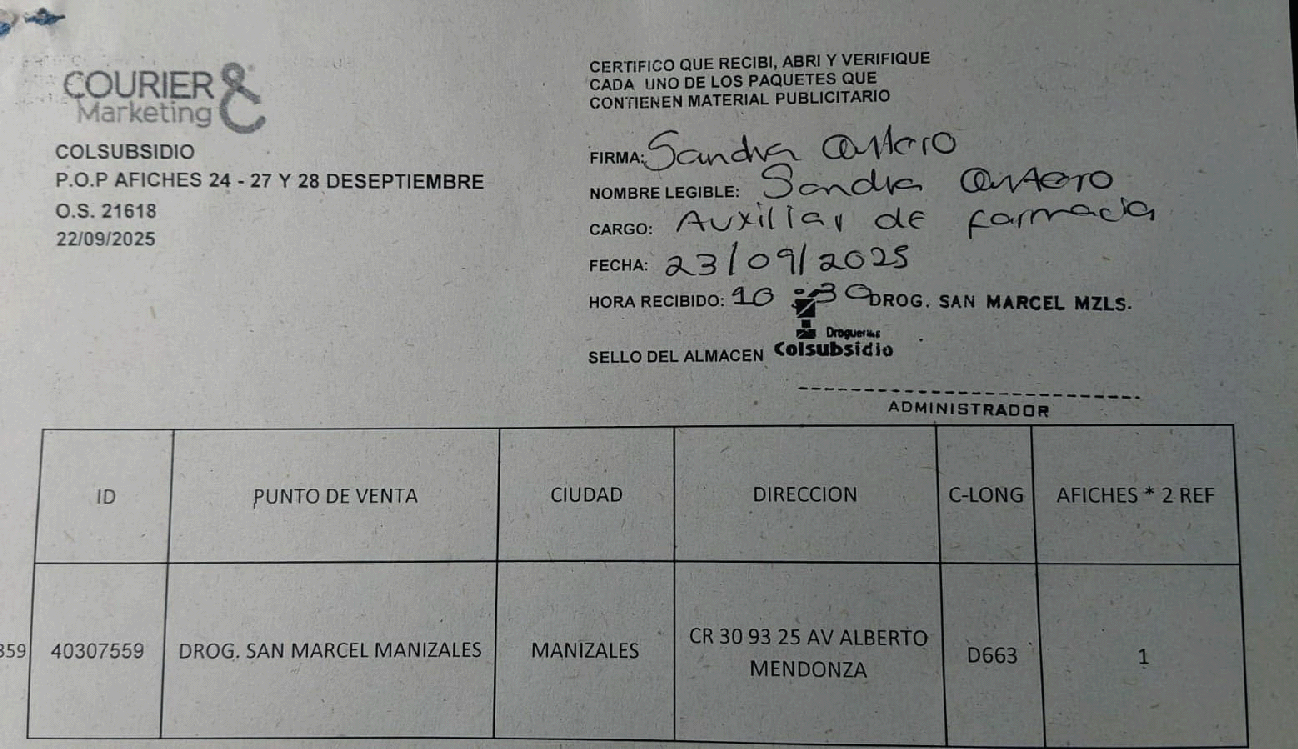 COURIER &
Marketing
COLSUBSIDIO
P.O.P AFICHES 24 - 27 Y 28 DESEPTIEMBRE
O.S. 21618
22/09/2025
CERTIFICO QUE RECIBI, ABRI Y VERIFIQUE
CADA UNO DE LOS PAQUETES QUE
CONTIENEN MATERIAL PUBLICITARIO
FIRMA: Sandra
NOMBRE LEGIBLE: Sandra
CARGO: Auxiliar de farmacia
FECHA: 23/09/2025
HORA RECIBIDO: 10:30 DROG. SAN MARCEL MZLS.
Droguerías
SELLO DEL ALMACEN Colsubsidio
ADMINISTRADOR
ID PUNTO DE VENTA CIUDAD DIRECCION C-LONG AFICHES * 2 REF
359 40307559 DROG. SAN MARCEL MANIZALES MANIZALES CR 30 93 25 AV ALBERTO MENDONZA D663 1